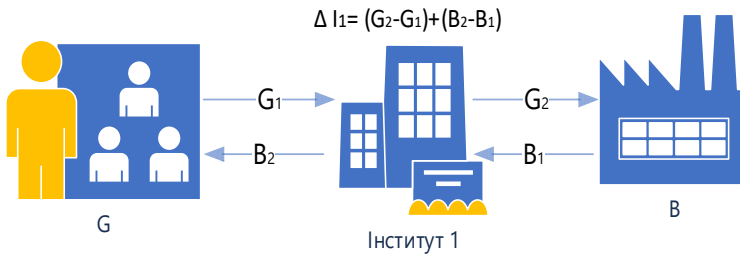 Δ I₁= (G₂-G₁)+(B₂-B₁)
G₁
G₂
B₂
B₁
G
Інститут 1
B